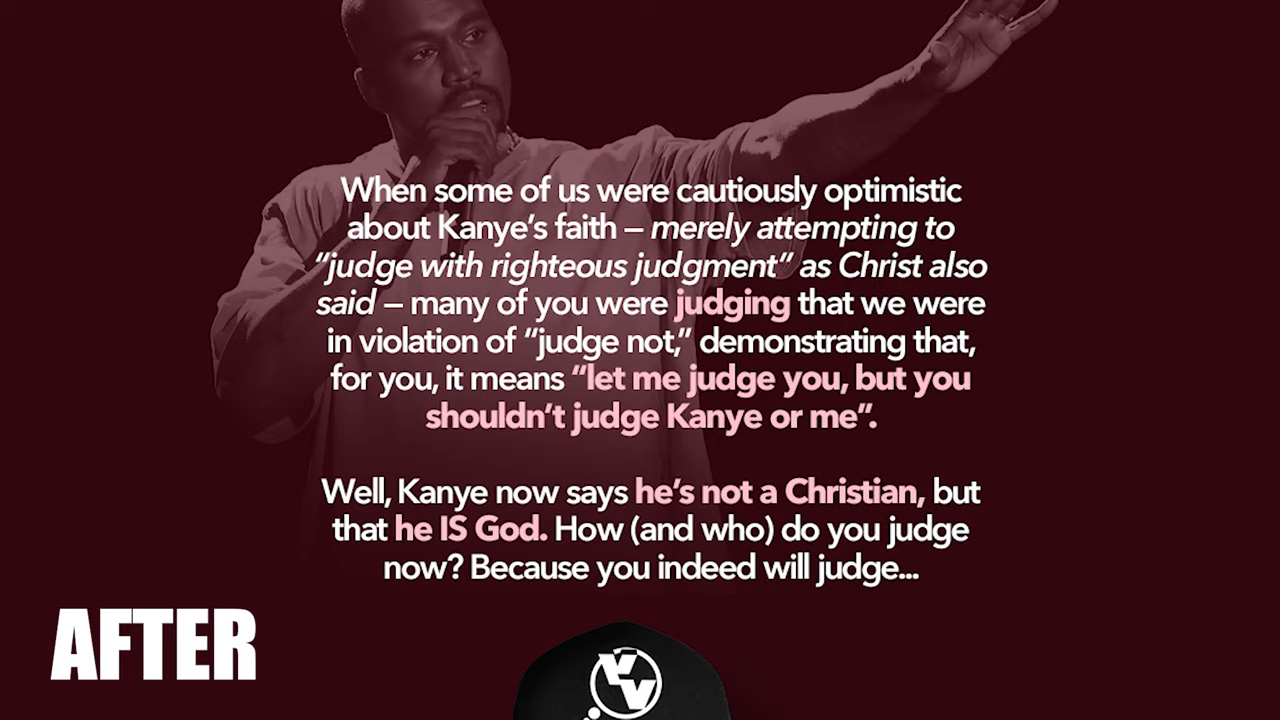 When some of us were cautiously optimistic
about Kanye’s faith – merely attempting to
“judge with righteous judgment” as Christ also
said – many of you were judging that we were
in violation of “judge not,” demonstrating that,
for you, it means “let me judge you, but you
shouldn’t judge Kanye or me”.
Well, Kanye now says he’s not a Christian, but
that he IS God. How (and who) do you judge
now? Because you indeed will judge...
AFTER
VV